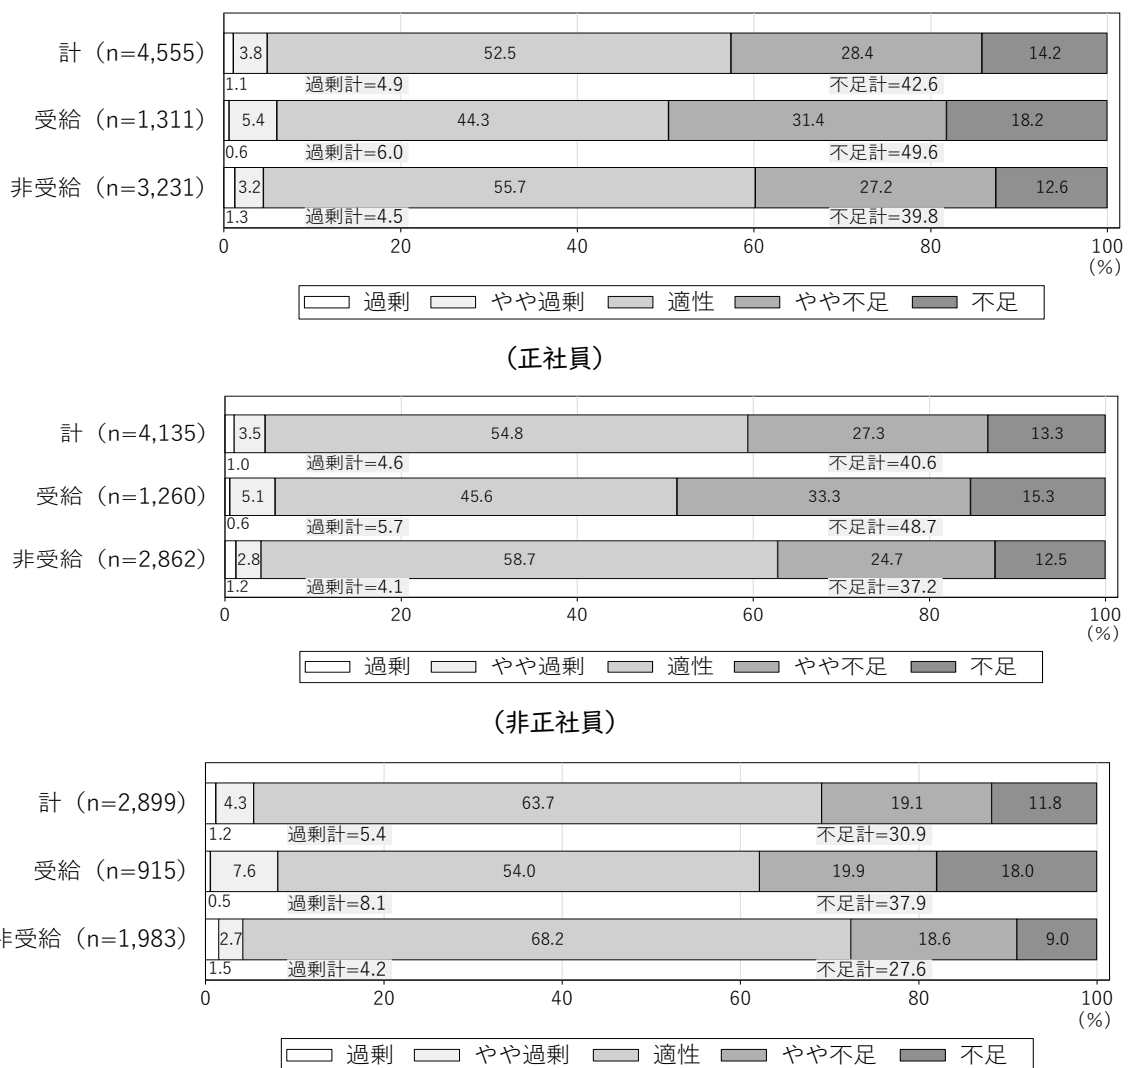 計（n=4,555） 3.8 52.5 28.4 14.2
1.1 過剰計=4.9 不足計=42.6
受給（n=1,311） 5.4 44.3 31.4 18.2
0.6 過剰計=6.0 不足計=49.6
非受給（n=3,231） 3.2 55.7 27.2 12.6
1.3 過剰計=4.5 不足計=39.8
0 20 40 60 80 100
(%)
過剰 やや過剰 適性 やや不足 不足
（正社員）
計（n=4,135） 3.5 54.8 27.3 13.3
1.0 過剰計=4.6 不足計=40.6
受給（n=1,260） 5.1 45.6 33.3 15.3
0.6 過剰計=5.7 不足計=48.7
非受給（n=2,862） 2.8 58.7 24.7 12.5
1.2 過剰計=4.1 不足計=37.2
0 20 40 60 80 100
(%)
過剰 やや過剰 適性 やや不足 不足
（非正社員）
計（n=2,899） 4.3 63.7 19.1 11.8
1.2 過剰計=5.4 不足計=30.9
受給（n=915） 7.6 54.0 19.9 18.0
0.5 過剰計=8.1 不足計=37.9
非受給（n=1,983） 2.7 68.2 18.6 9.0
1.5 過剰計=4.2 不足計=27.6
0 20 40 60 80 100
(%)
過剰 やや過剰 適性 やや不足 不足